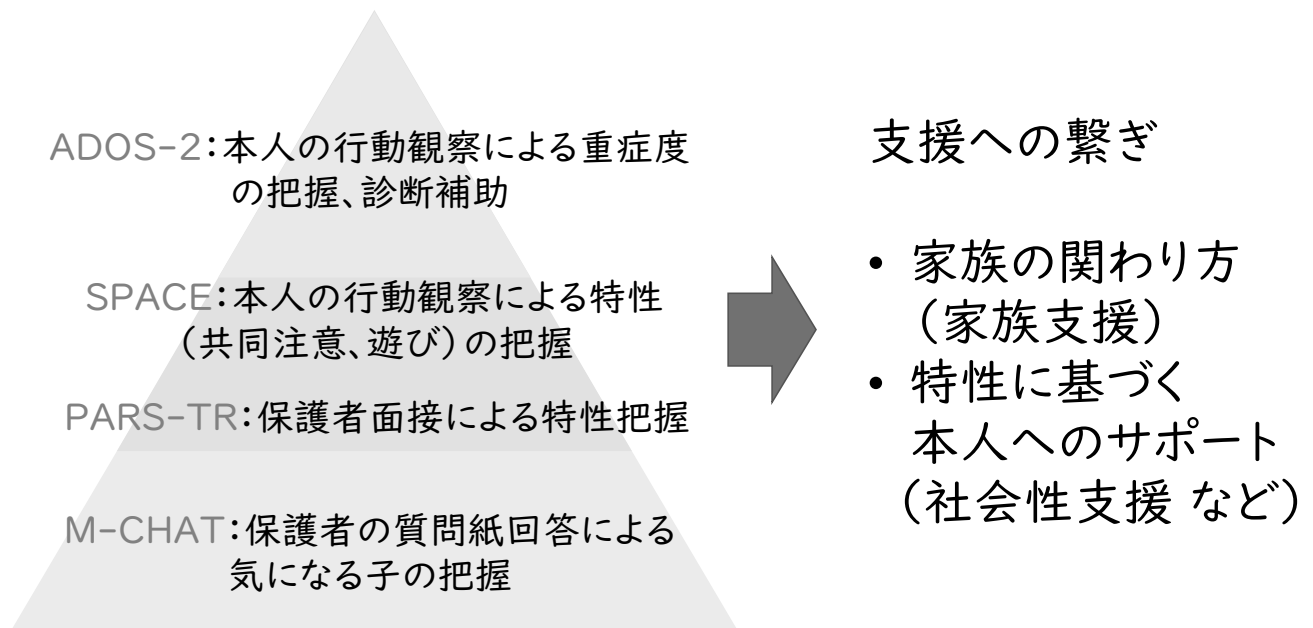 ADOS-2:本人の行動観察による重症度
の把握、診断補助
SPACE:本人の行動観察による特性
(共同注意、遊び)の把握
PARS-TR:保護者面接による特性把握
M-CHAT:保護者の質問紙回答による
気になる子の把握
支援への繋ぎ
• 家族の関わり方
(家族支援)
• 特性に基づく
本人へのサポート
(社会性支援 など)